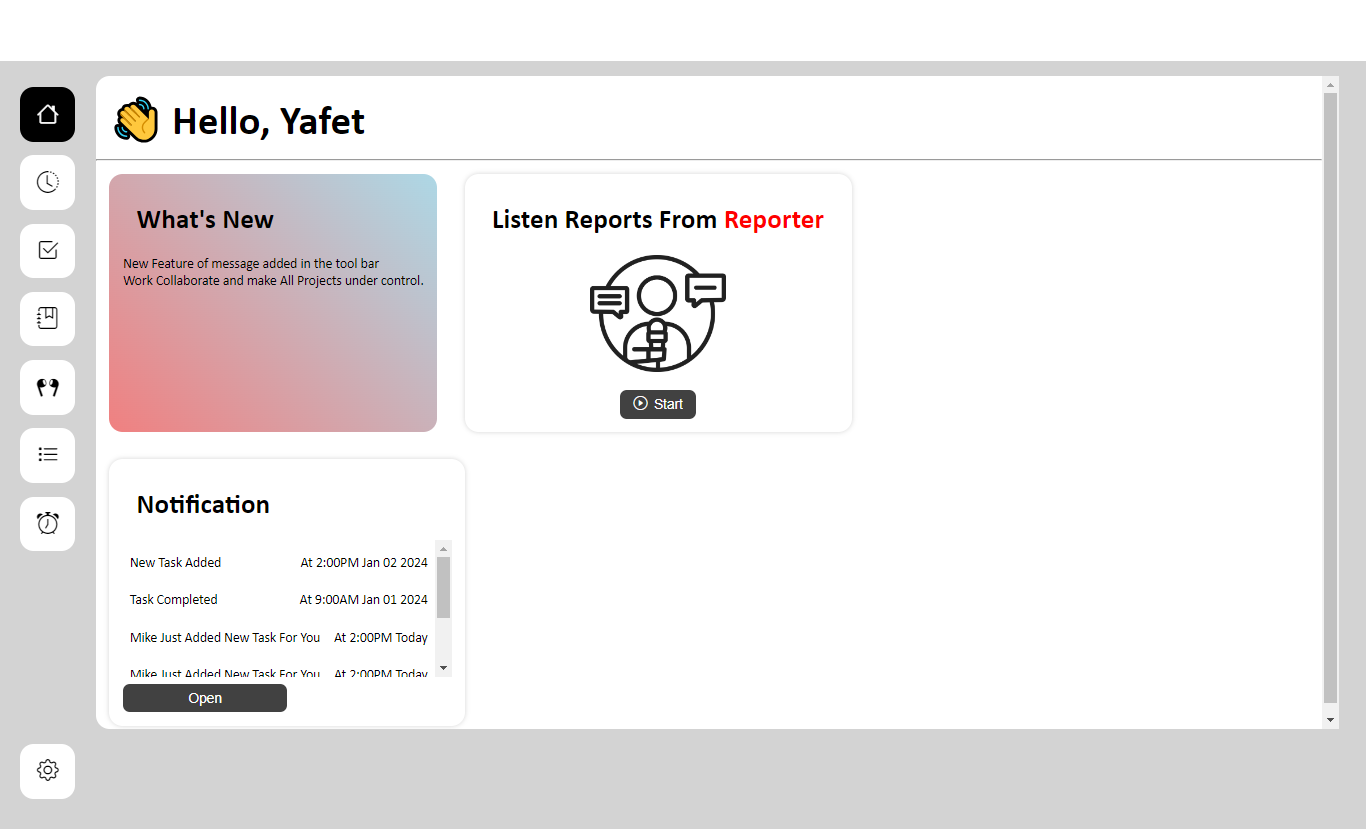 Hello, Yafet
What's New
New Feature of message added in the tool bar
Work Collaborate and make All Projects under control.
Listen Reports From Reporter
Start
Notification
New Task Added At 2:00PM Jan 02 2024
Task Completed At 9:00AM Jan 01 2024
Mike Just Added New Task For You At 2:00PM Today
Mike Just Added New Task For You At 2:00PM Today
Open